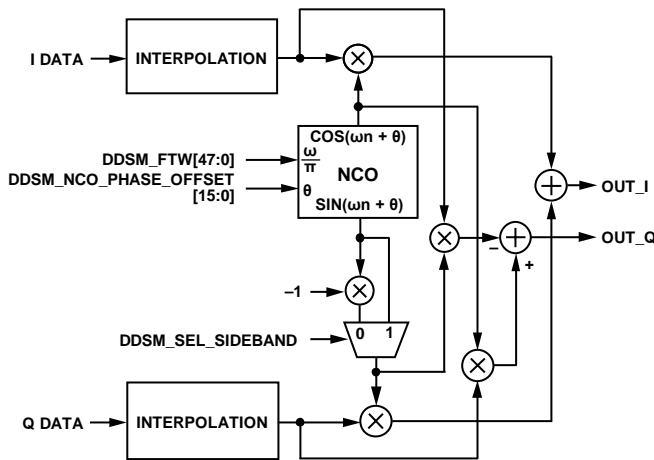 I DATA
INTERPOLATION
COS(ωn + θ)
DDSM_FTW[47:0]
ω
π
NCO
DDSM_NCO_PHASE_OFFSET
[15:0]
θ
SIN(ωn + θ)
OUT_I
–
+
OUT_Q
–1
0 1
DDSM_SEL_SIDEBAND
Q DATA
INTERPOLATION